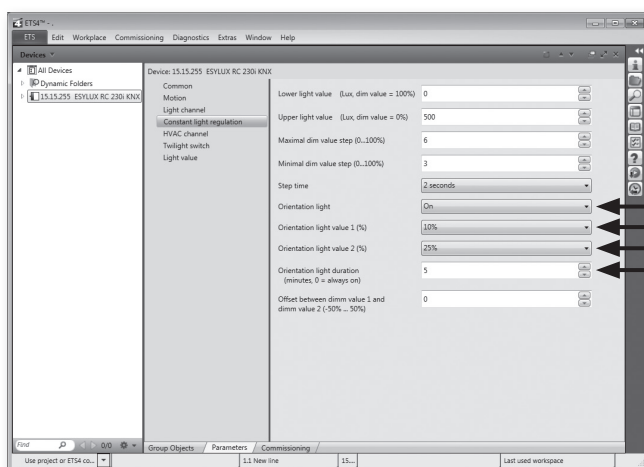 ETS4™ - .
ETS Edit Workplace Commissioning Diagnostics Extras Window Help
Devices
All Devices
Dynamic Folders
15.15.255 ESYLUX RC 230i KNX
Device: 15.15.255 ESYLUX RC 230i KNX
Common
Motion
Light channel
Constant light regulation
HVAC channel
Twilight switch
Light value
Lower light value (Lux, dim value = 100%) 0
Upper light value (Lux, dim value = 0%) 500
Maximal dim value step (0...100%) 6
Minimal dim value step (0...100%) 3
Step time 2 seconds
Orientation light On
Orientation light value 1 (%) 10%
Orientation light value 2 (%) 25%
Orientation light duration 5
(minutes, 0 = always on)
Offset between dimm value 1 and 0
dimm value 2 (-50% ... 50%)
Find 0/0
Group Objects Parameters Commissioning
Use project or ETS4 co... 1.1 New line 15.... Last used workspace